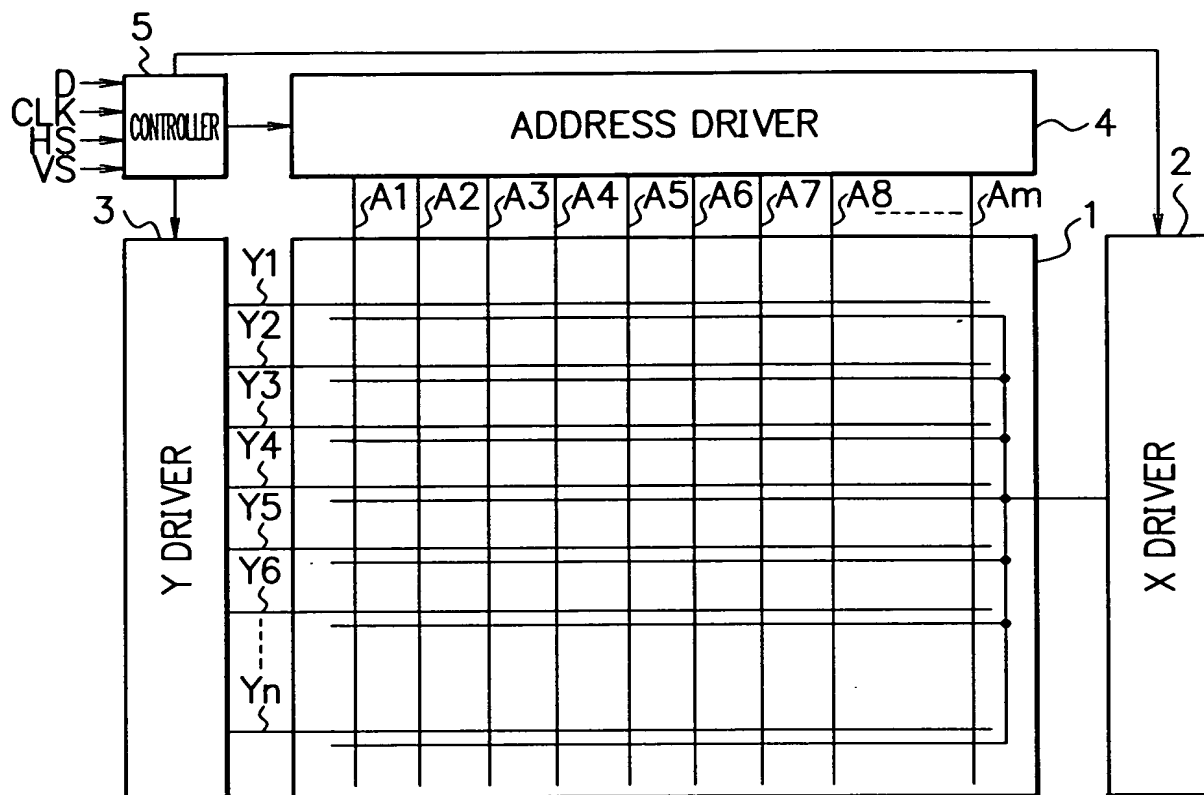 5
D
CLK
HS
VS
CONTROLLER
ADDRESS DRIVER
4
2
3
A1 A2 A3 A4 A5 A6 A7 A8 Am
1
Y1
Y2
Y3
Y4
Y5
Y6
Yn
Y DRIVER
X DRIVER